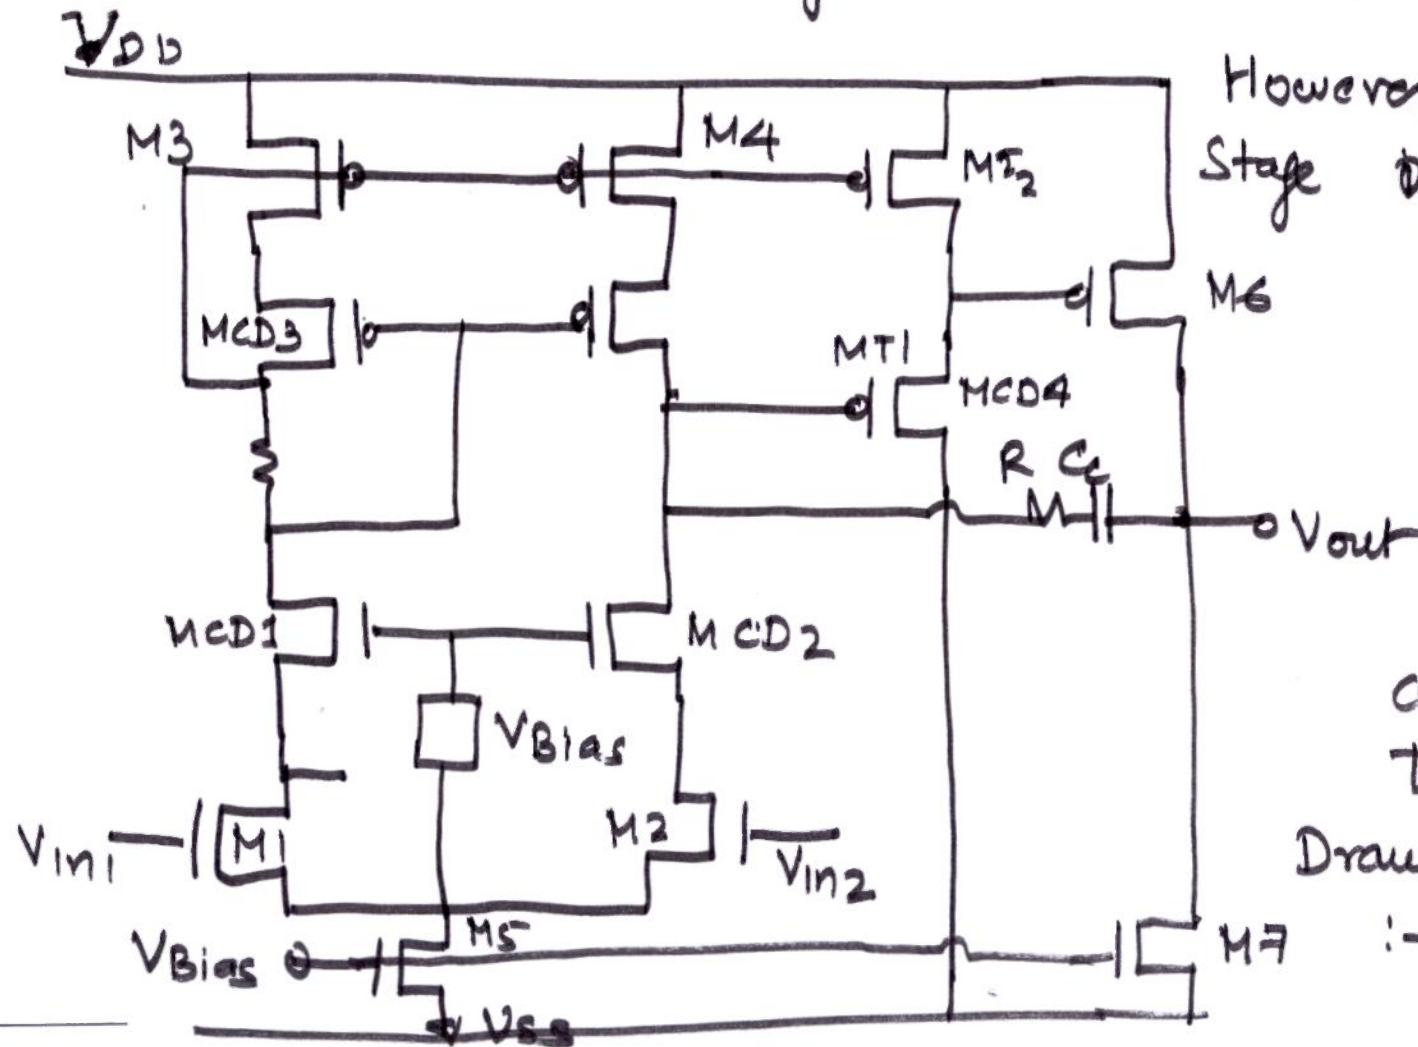 VDD
However
M3
M4
MT2
Stage
M6
MCD3
MT1
MCD4
R Cc
Vout
MCD1
MCD2
VBias
Vin1
M1
M2
Vin2
Draw
VBias
M5
M7
:-
Vss